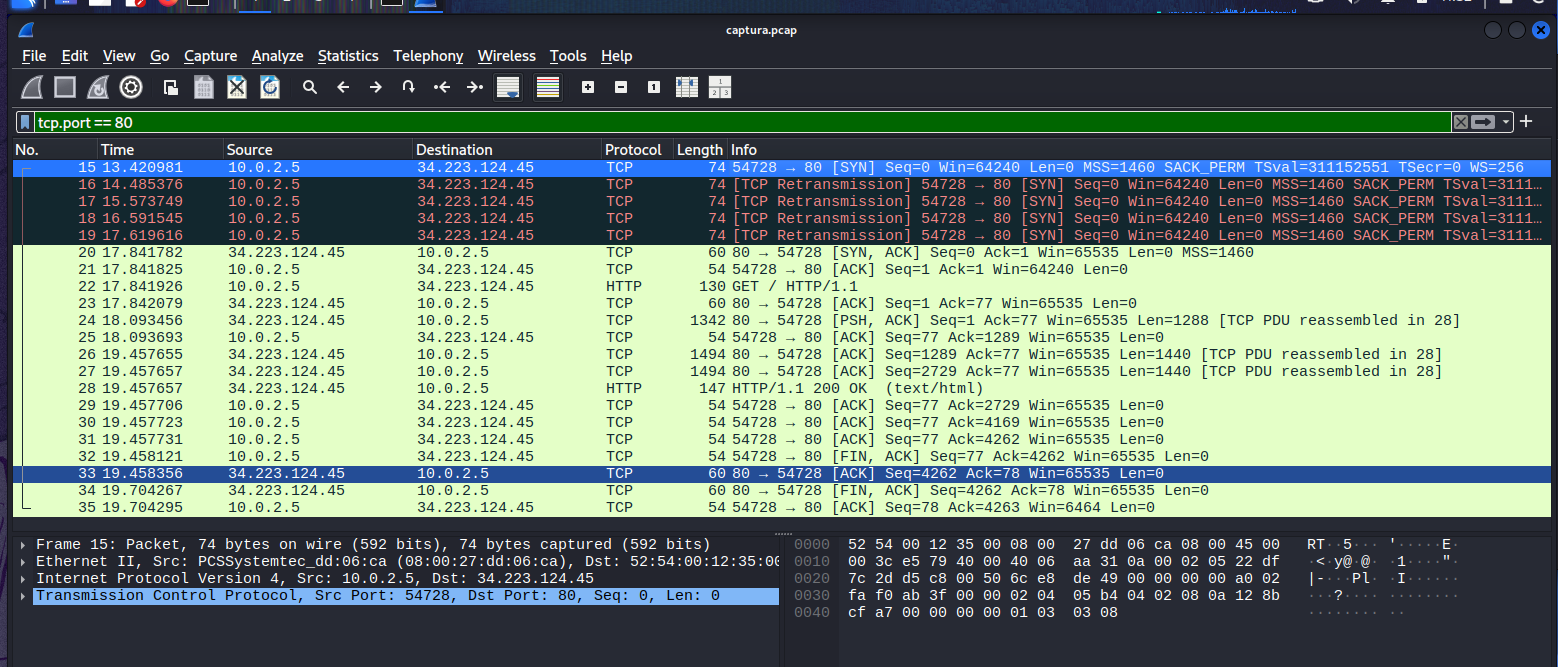 captura.pcap
File Edit View Go Capture Analyze Statistics Telephony Wireless Tools Help
tcp.port == 80
No. Time Source Destination Protocol Length Info
15 13.420981 10.0.2.5 34.223.124.45 TCP 74 54728 → 80 [SYN] Seq=0 Win=64240 Len=0 MSS=1460 SACK_PERM TSval=311152551 TSecr=0 WS=256
16 14.485376 10.0.2.5 34.223.124.45 TCP 74 [TCP Retransmission] 54728 → 80 [SYN] Seq=0 Win=64240 Len=0 MSS=1460 SACK_PERM TSval=3111…
17 15.573749 10.0.2.5 34.223.124.45 TCP 74 [TCP Retransmission] 54728 → 80 [SYN] Seq=0 Win=64240 Len=0 MSS=1460 SACK_PERM TSval=3111…
18 16.591545 10.0.2.5 34.223.124.45 TCP 74 [TCP Retransmission] 54728 → 80 [SYN] Seq=0 Win=64240 Len=0 MSS=1460 SACK_PERM TSval=3111…
19 17.619616 10.0.2.5 34.223.124.45 TCP 74 [TCP Retransmission] 54728 → 80 [SYN] Seq=0 Win=64240 Len=0 MSS=1460 SACK_PERM TSval=3111…
20 17.841782 34.223.124.45 10.0.2.5 TCP 60 80 → 54728 [SYN, ACK] Seq=0 Ack=1 Win=65535 Len=0 MSS=1460
21 17.841825 10.0.2.5 34.223.124.45 TCP 54 54728 → 80 [ACK] Seq=1 Ack=1 Win=64240 Len=0
22 17.841926 10.0.2.5 34.223.124.45 HTTP 130 GET / HTTP/1.1
23 17.842079 34.223.124.45 10.0.2.5 TCP 60 80 → 54728 [ACK] Seq=1 Ack=77 Win=65535 Len=0
24 18.093456 34.223.124.45 10.0.2.5 TCP 1342 80 → 54728 [PSH, ACK] Seq=1 Ack=77 Win=65535 Len=1288 [TCP PDU reassembled in 28]
25 18.093693 10.0.2.5 34.223.124.45 TCP 54 54728 → 80 [ACK] Seq=77 Ack=1289 Win=65535 Len=0
26 19.457655 34.223.124.45 10.0.2.5 TCP 1494 80 → 54728 [ACK] Seq=1289 Ack=77 Win=65535 Len=1440 [TCP PDU reassembled in 28]
27 19.457657 34.223.124.45 10.0.2.5 TCP 1494 80 → 54728 [ACK] Seq=2729 Ack=77 Win=65535 Len=1440 [TCP PDU reassembled in 28]
28 19.457657 34.223.124.45 10.0.2.5 HTTP 147 HTTP/1.1 200 OK (text/html)
29 19.457706 10.0.2.5 34.223.124.45 TCP 54 54728 → 80 [ACK] Seq=77 Ack=2729 Win=65535 Len=0
30 19.457723 10.0.2.5 34.223.124.45 TCP 54 54728 → 80 [ACK] Seq=77 Ack=4169 Win=65535 Len=0
31 19.457731 10.0.2.5 34.223.124.45 TCP 54 54728 → 80 [ACK] Seq=77 Ack=4262 Win=65535 Len=0
32 19.458121 10.0.2.5 34.223.124.45 TCP 54 54728 → 80 [FIN, ACK] Seq=77 Ack=4262 Win=65535 Len=0
33 19.458356 34.223.124.45 10.0.2.5 TCP 60 80 → 54728 [ACK] Seq=4262 Ack=78 Win=65535 Len=0
34 19.704267 34.223.124.45 10.0.2.5 TCP 60 80 → 54728 [FIN, ACK] Seq=4262 Ack=78 Win=65535 Len=0
35 19.704295 10.0.2.5 34.223.124.45 TCP 54 54728 → 80 [ACK] Seq=78 Ack=4263 Win=6464 Len=0
Frame 15: Packet, 74 bytes on wire (592 bits), 74 bytes captured (592 bits)
Ethernet II, Src: PCSSystemtec_dd:06:ca (08:00:27:dd:06:ca), Dst: 52:54:00:12:35:00
Internet Protocol Version 4, Src: 10.0.2.5, Dst: 34.223.124.45
Transmission Control Protocol, Src Port: 54728, Dst Port: 80, Seq: 0, Len: 0
0000 52 54 00 12 35 00 08 00 27 dd 06 ca 08 00 45 00 RT··5··· '·····E·
0010 00 3c e5 79 40 00 40 06 aa 31 0a 00 02 05 22 df ·<·y@·@· ·1····"·
0020 7c 2d d5 c8 00 50 6c e8 de 49 00 00 00 00 a0 02 |-···Pl· ·I······
0030 fa f0 ab 3f 00 00 02 04 05 b4 04 02 08 0a 12 8b ···?···· ········
0040 cf a7 00 00 00 00 01 03 03 08 ········ ··